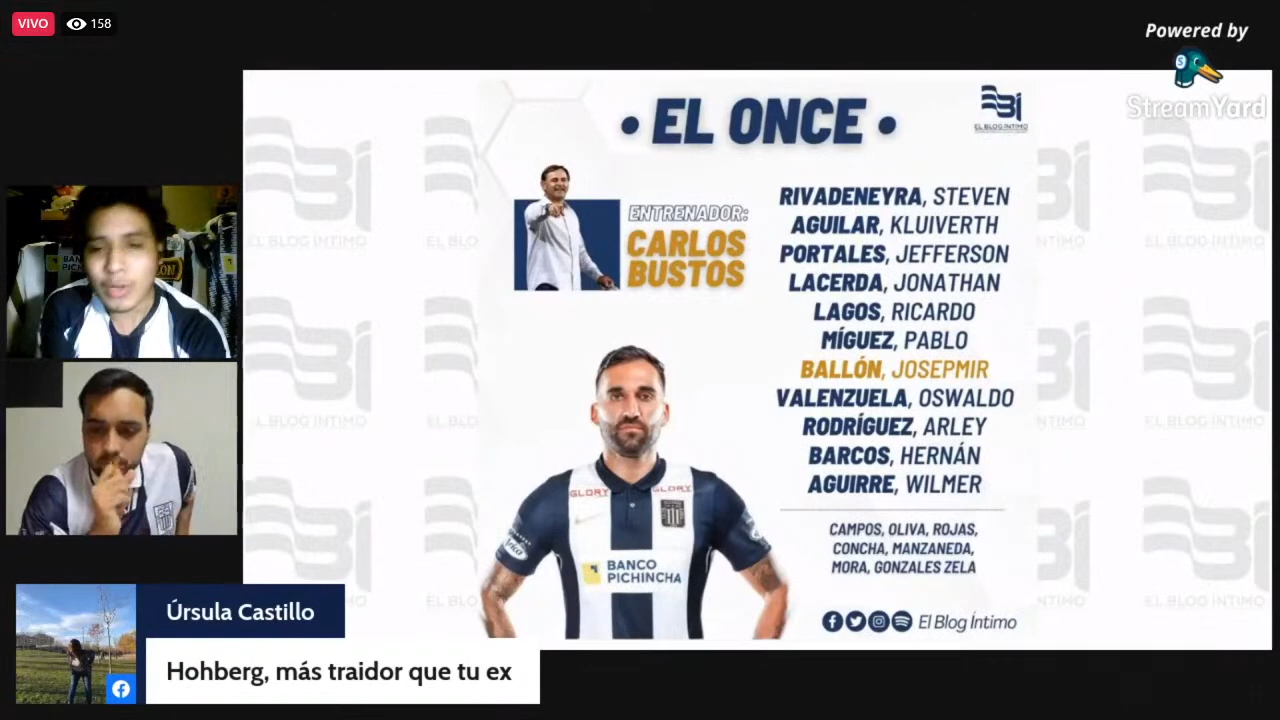 VIVO
158
Powered by
StreamYard
• EL ONCE •
EL BLOG ÍNTIMO
ENTRENADOR:
CARLOS
BUSTOS
RIVADENEYRA, STEVEN
AGUILAR, KLUIVERTH
PORTALES, JEFFERSON
LACERDA, JONATHAN
LAGOS, RICARDO
MÍGUEZ, PABLO
BALLÓN, JOSEPMIR
VALENZUELA, OSWALDO
RODRÍGUEZ, ARLEY
BARCOS, HERNÁN
AGUIRRE, WILMER
CAMPOS, OLIVA, ROJAS,
CONCHA, MANZANEDA,
MORA, GONZALES ZELA
El Blog Íntimo
GLORY GLORY
BANCO
PICHINCHA
Úrsula Castillo
Hohberg, más traidor que tu ex